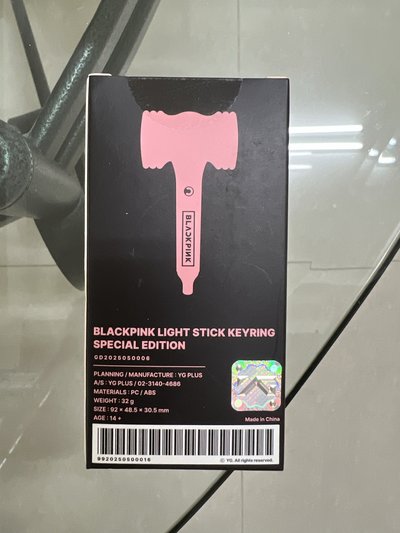 BLACKPINK
BLACKPINK LIGHT STICK KEYRING
SPECIAL EDITION
GD2025050006
PLANNING / MANUFACTURE : YG PLUS
A/S : YG PLUS / 02-3140-4686
MATERIALS : PC / ABS
WEIGHT : 32 g
SIZE : 92 × 48.5 × 30.5 mm
AGE : 14 +
Made in China
9920250500016
© YG. All rights reserved.